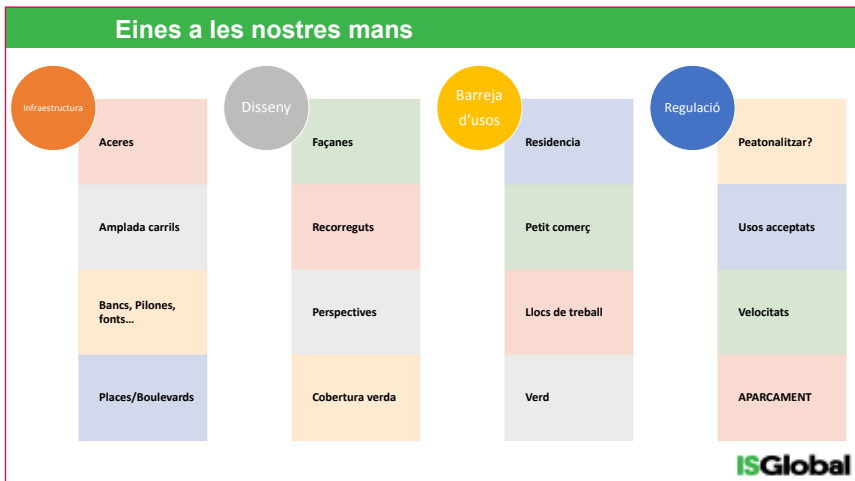 Eines a les nostres mans
Infraestructura
Aceres
Amplada carrils
Bancs, Pilones,
fonts...
Places/Boulevards
Disseny
Façanes
Recorreguts
Perspectives
Cobertura verda
Barreja
d'usos
Residencia
Petit comerç
Llocs de treball
Verd
Regulació
Peatonalitzar?
Usos acceptats
Velocitats
APARCAMENT
ISGlobal